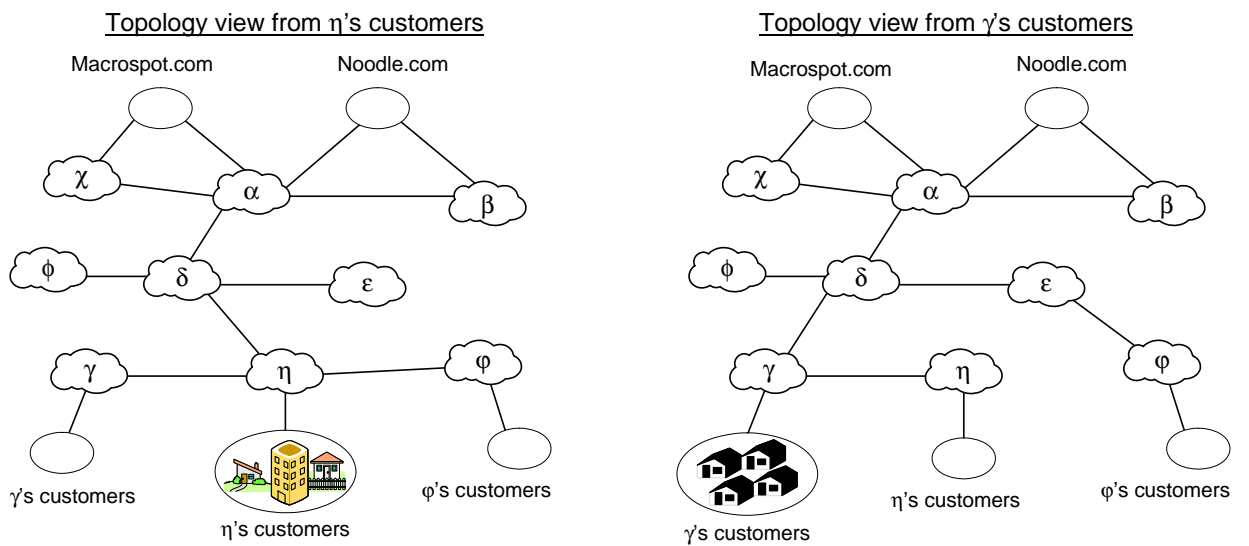 Topology view from η's customers
Macrospot.com
Noodle.com
χ
α
β
ϕ
δ
ε
γ
η
φ
γ's customers
η's customers
φ's customers
Topology view from γ's customers
Macrospot.com
Noodle.com
χ
α
β
ϕ
δ
ε
γ
η
φ
γ's customers
η's customers
φ's customers